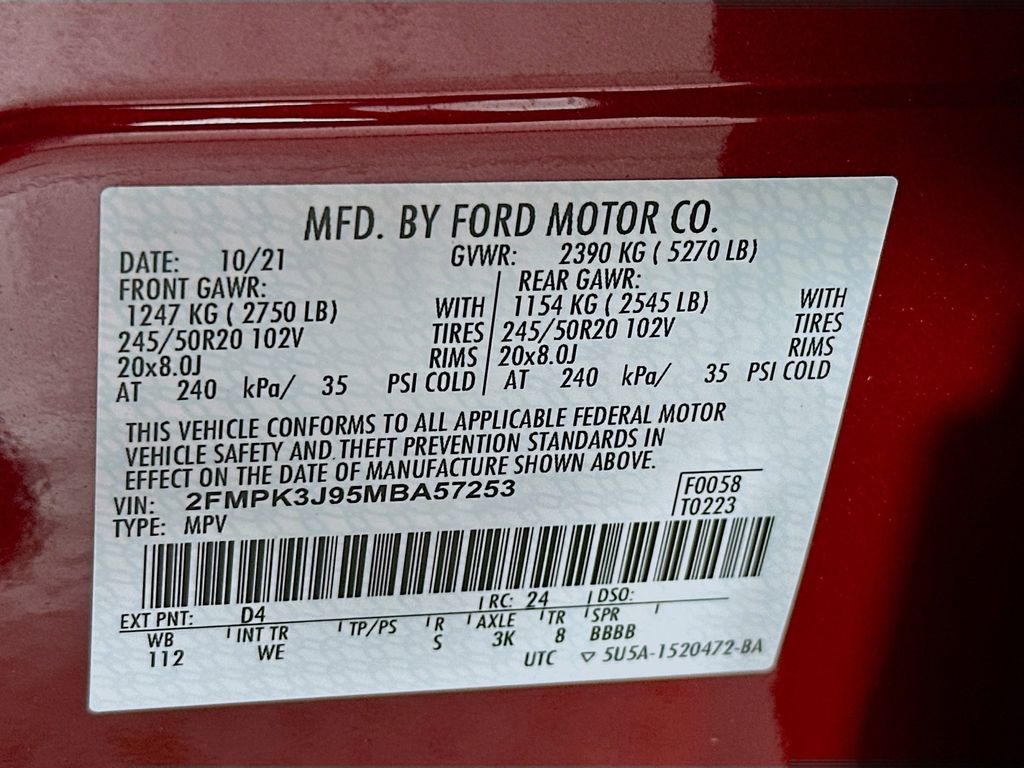 MFD. BY FORD MOTOR CO.
DATE: 10/21 GVWR: 2390 KG ( 5270 LB)
FRONT GAWR: REAR GAWR:
1247 KG ( 2750 LB) WITH 1154 KG ( 2545 LB) WITH
245/50R20 102V TIRES 245/50R20 102V TIRES
20x8.0J RIMS 20x8.0J RIMS
AT 240 kPa/ 35 PSI COLD AT 240 kPa/ 35 PSI COLD
THIS VEHICLE CONFORMS TO ALL APPLICABLE FEDERAL MOTOR
VEHICLE SAFETY AND THEFT PREVENTION STANDARDS IN
EFFECT ON THE DATE OF MANUFACTURE SHOWN ABOVE.
VIN: 2FMPK3J95MBA57253 F0058
TYPE: MPV T0223
EXT PNT: D4 RC: 24 DSO:
WB INT TR TP/PS R AXLE TR SPR
112 WE S 3K 8 BBBB
UTC ▽ 5U5A-1520472-BA